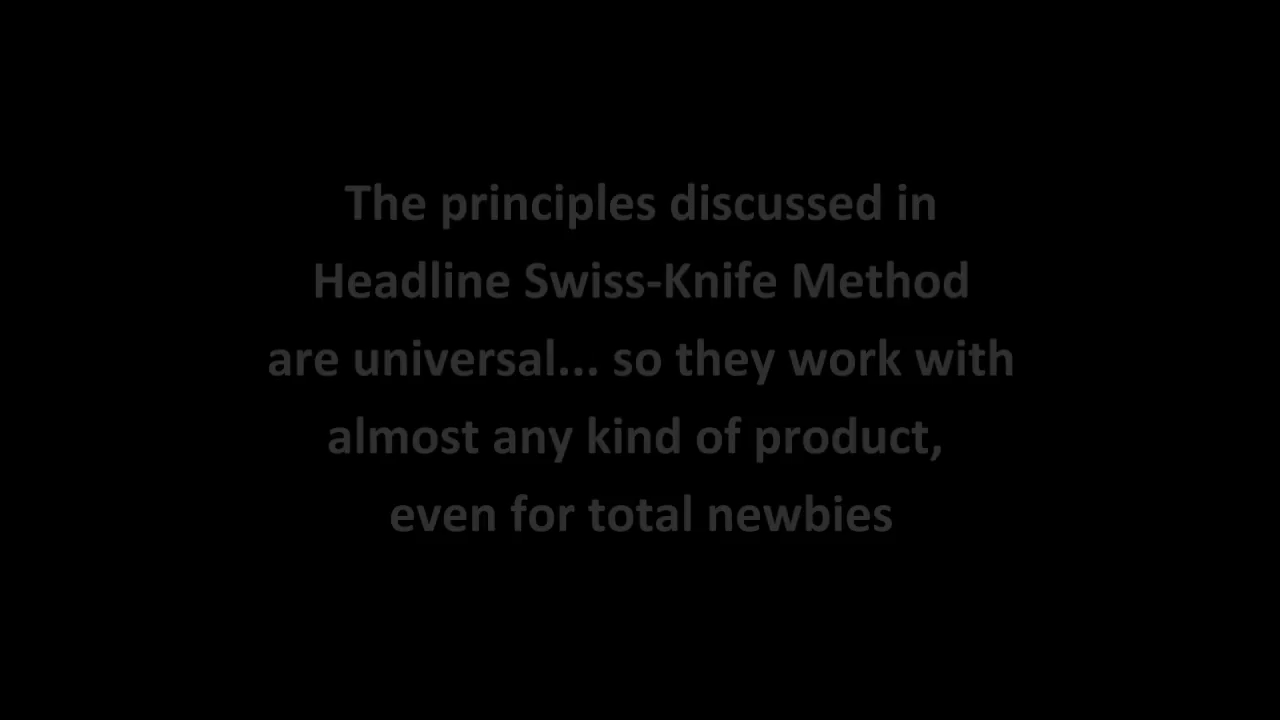 The principles discussed in
Headline Swiss-Knife Method
are universal... so they work with
almost any kind of product,
even for total newbies